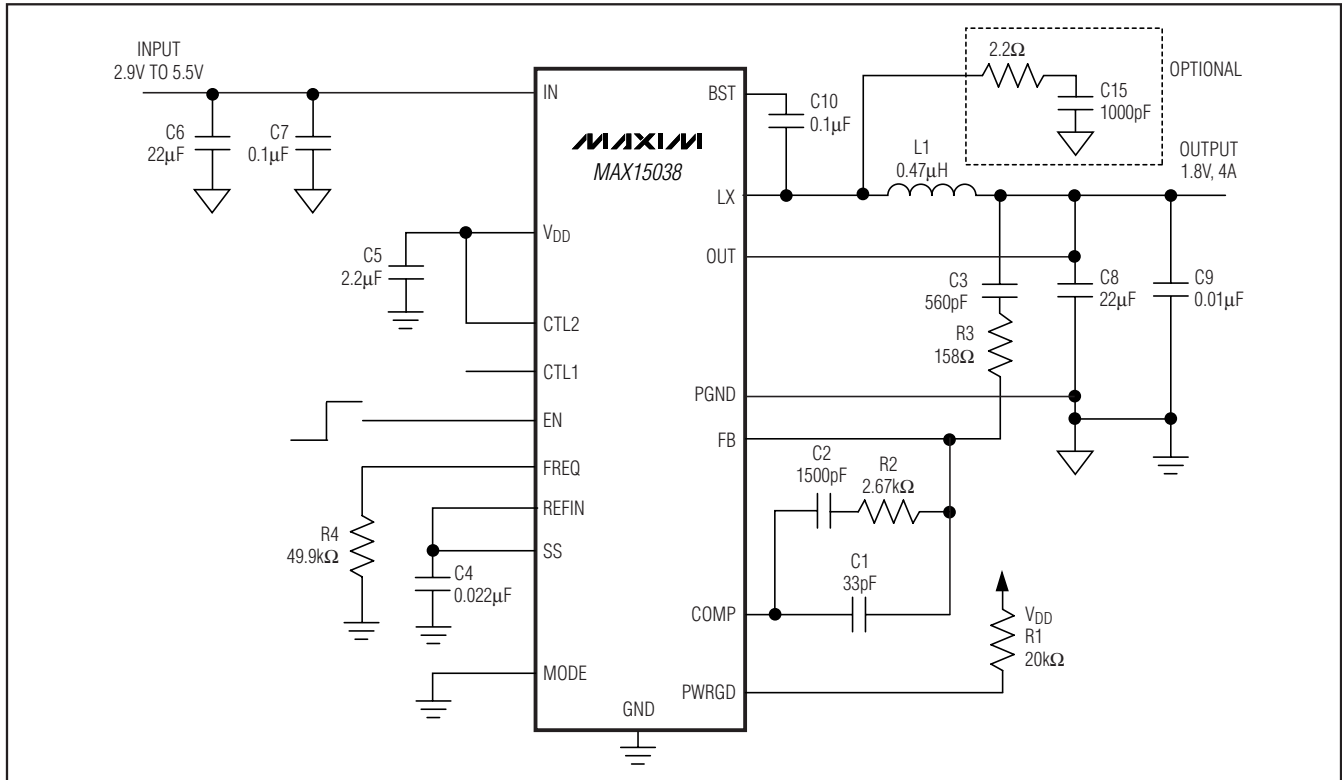 INPUT
2.9V TO 5.5V
C6
22µF
C7
0.1µF
IN
MAXIM
MAX15038
BST
C10
0.1µF
2.2Ω
C15
1000pF
OPTIONAL
OUTPUT
1.8V, 4A
L1
0.47µH
LX
VDD
C5
2.2µF
OUT
C3
560pF
C8
22µF
C9
0.01µF
CTL2
R3
158Ω
CTL1
PGND
EN
FB
FREQ
C2
1500pF
R2
2.67kΩ
REFIN
R4
49.9kΩ
SS
C4
0.022µF
C1
33pF
COMP
VDD
R1
20kΩ
MODE
PWRGD
GND